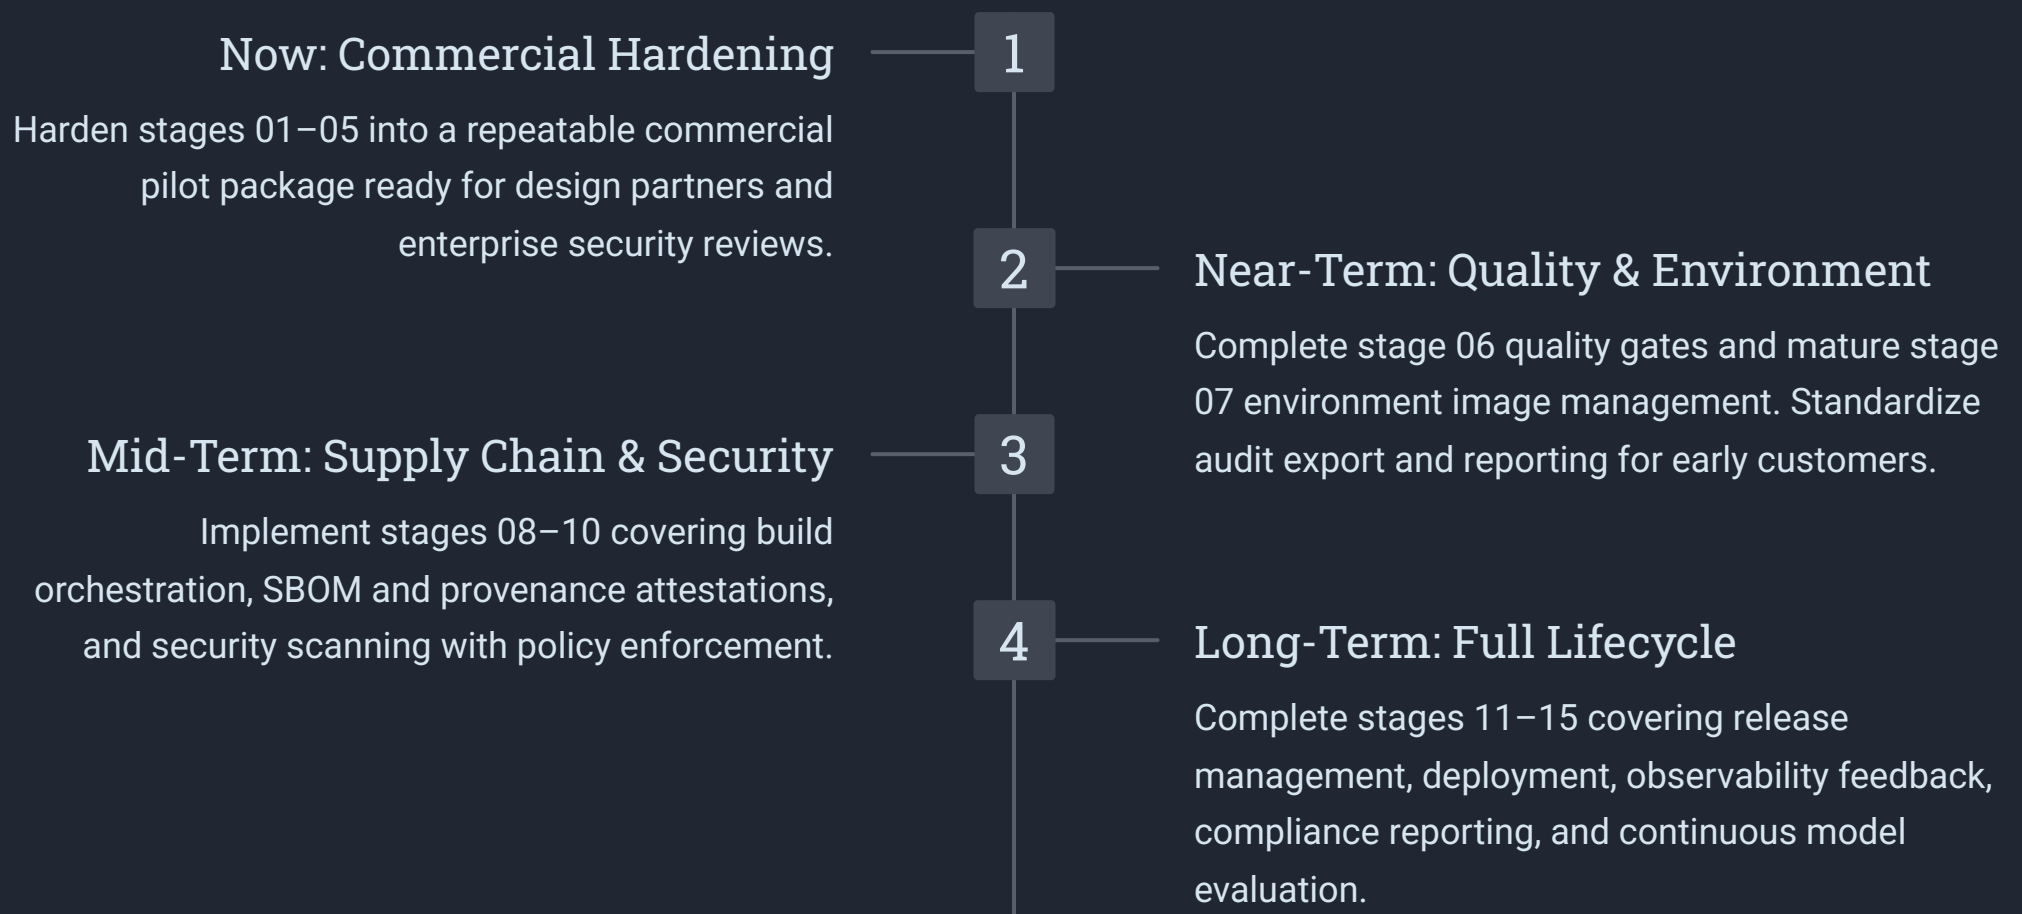 1
Now: Commercial Hardening
Harden stages 01–05 into a repeatable commercial
pilot package ready for design partners and
enterprise security reviews.
2
Near-Term: Quality & Environment
Complete stage 06 quality gates and mature stage
07 environment image management. Standardize
audit export and reporting for early customers.
3
Mid-Term: Supply Chain & Security
Implement stages 08–10 covering build
orchestration, SBOM and provenance attestations,
and security scanning with policy enforcement.
4
Long-Term: Full Lifecycle
Complete stages 11–15 covering release
management, deployment, observability feedback,
compliance reporting, and continuous model
evaluation.